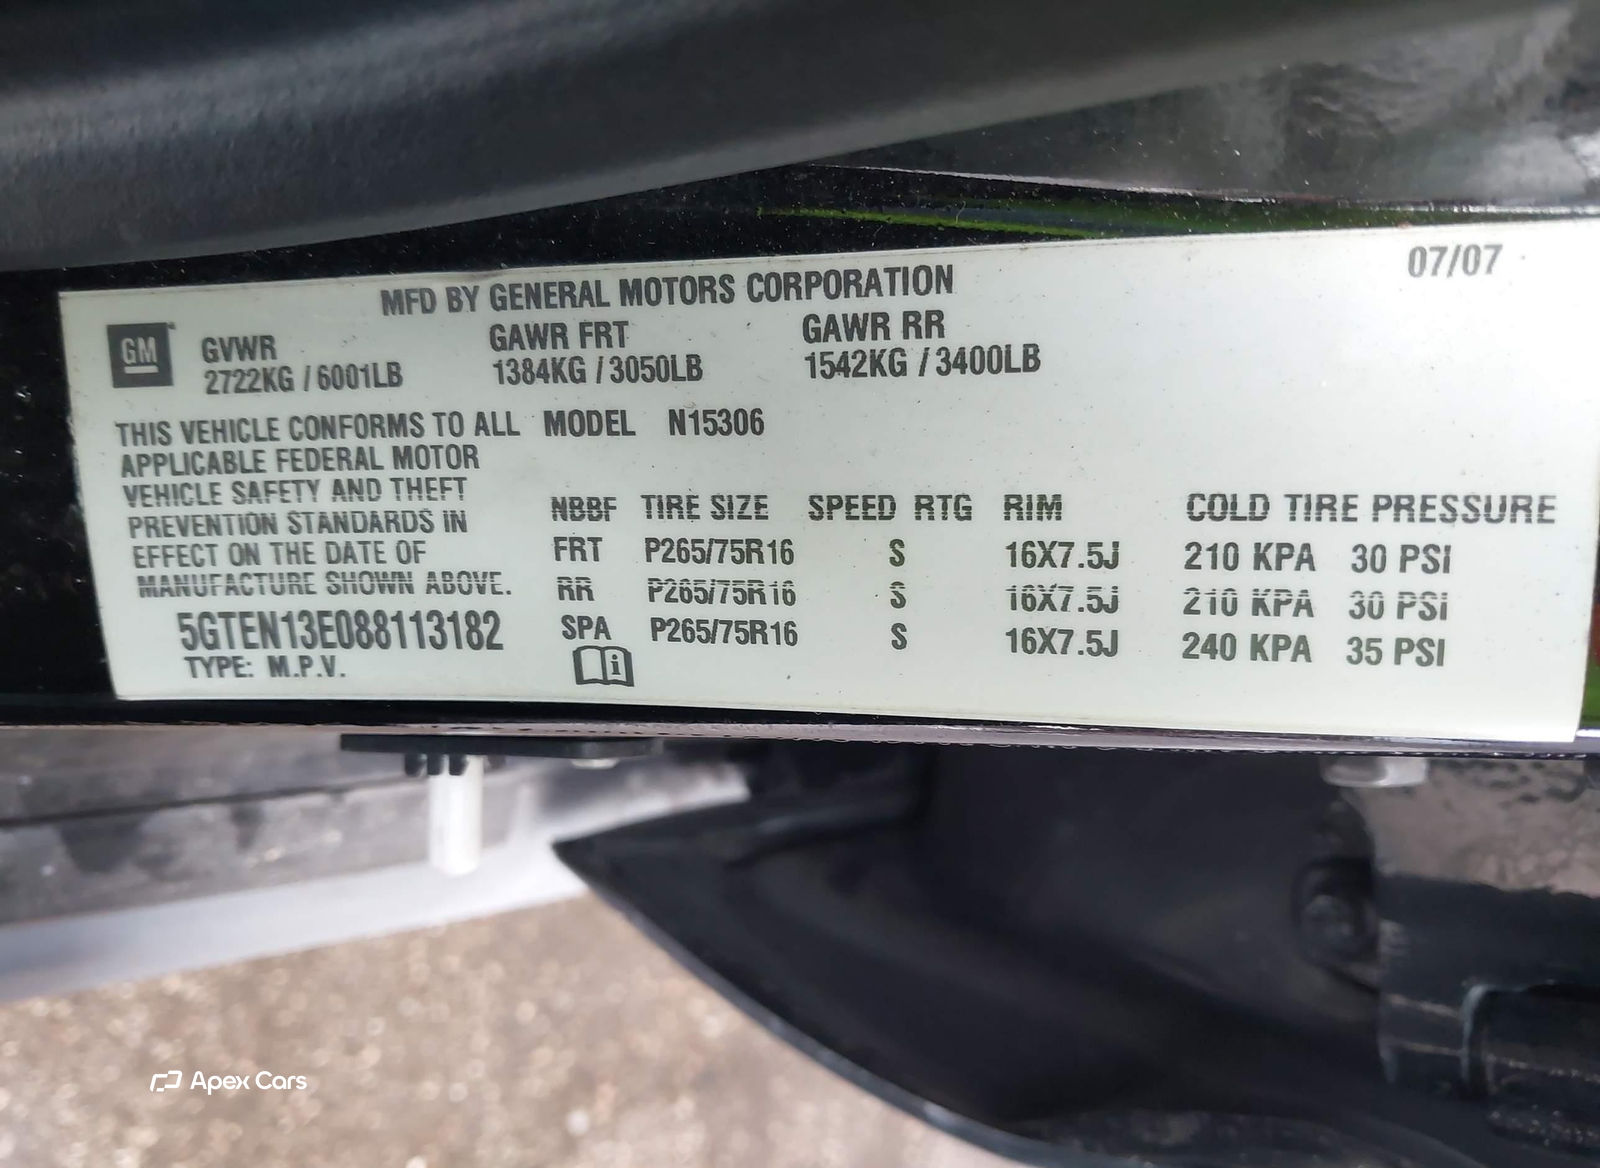 07/07
MFD BY GENERAL MOTORS CORPORATION
GM GVWR GAWR FRT GAWR RR
2722KG / 6001LB 1384KG / 3050LB 1542KG / 3400LB
THIS VEHICLE CONFORMS TO ALL MODEL N15306
APPLICABLE FEDERAL MOTOR
VEHICLE SAFETY AND THEFT
PREVENTION STANDARDS IN
EFFECT ON THE DATE OF
MANUFACTURE SHOWN ABOVE.
5GTEN13E088113182
TYPE: M.P.V.
NBBF TIRE SIZE SPEED RTG RIM COLD TIRE PRESSURE
FRT P265/75R16 S 16X7.5J 210 KPA 30 PSI
RR P265/75R16 S 16X7.5J 210 KPA 30 PSI
SPA P265/75R16 S 16X7.5J 240 KPA 35 PSI
i
Apex Cars